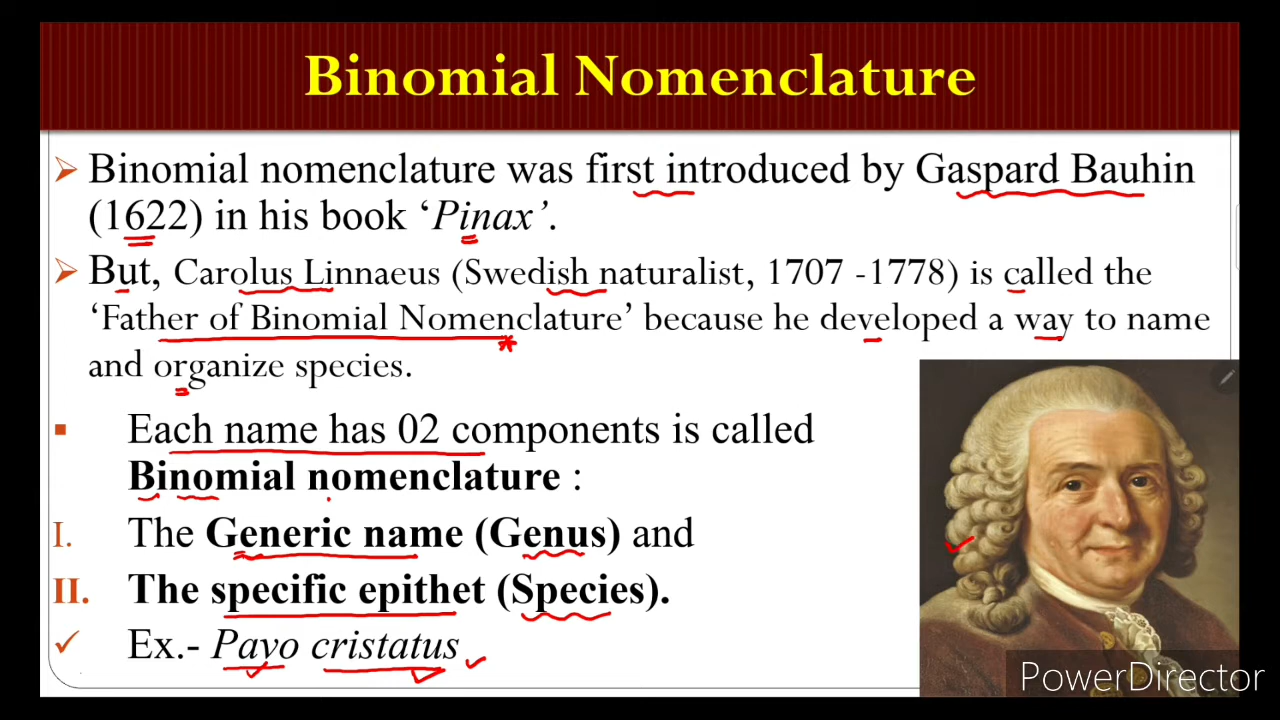 Binomial Nomenclature
➢ Binomial nomenclature was first introduced by Gaspard Bauhin
(1622) in his book ‘Pinax’.
➢ But, Carolus Linnaeus (Swedish naturalist, 1707 -1778) is called the
‘Father of Binomial Nomenclature’ because he developed a way to name
and organize species.
▪ Each name has 02 components is called
Binomial nomenclature :
I. The Generic name (Genus) and
II. The specific epithet (Species).
✓ Ex.- Pavo cristatus
PowerDirector